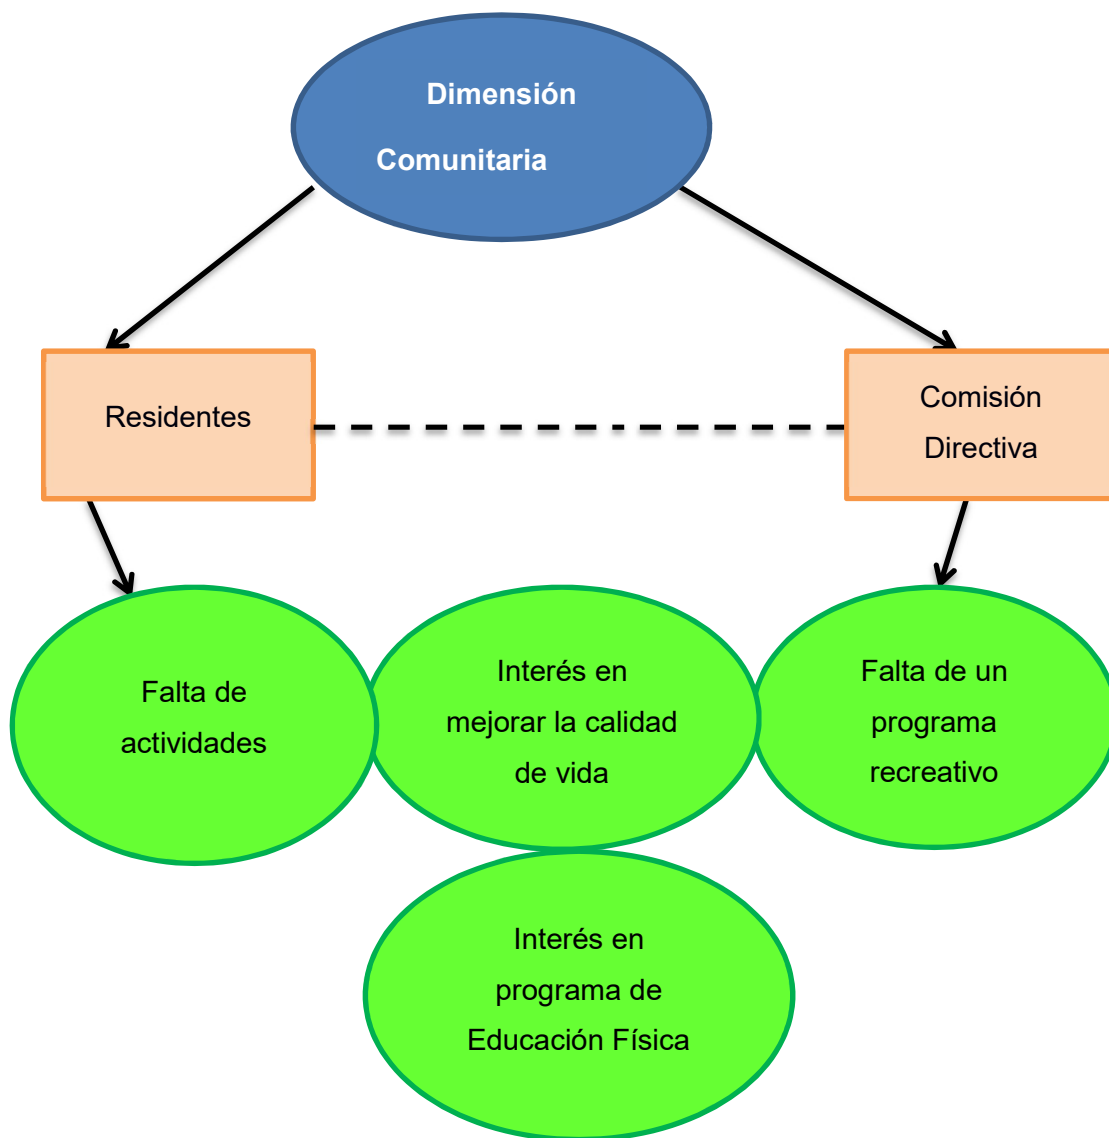 Dimensión
Comunitaria
Residentes
Comisión
Directiva
Falta de
actividades
Interés en
mejorar la calidad
de vida
Falta de un
programa
recreativo
Interés en
programa de
Educación Física